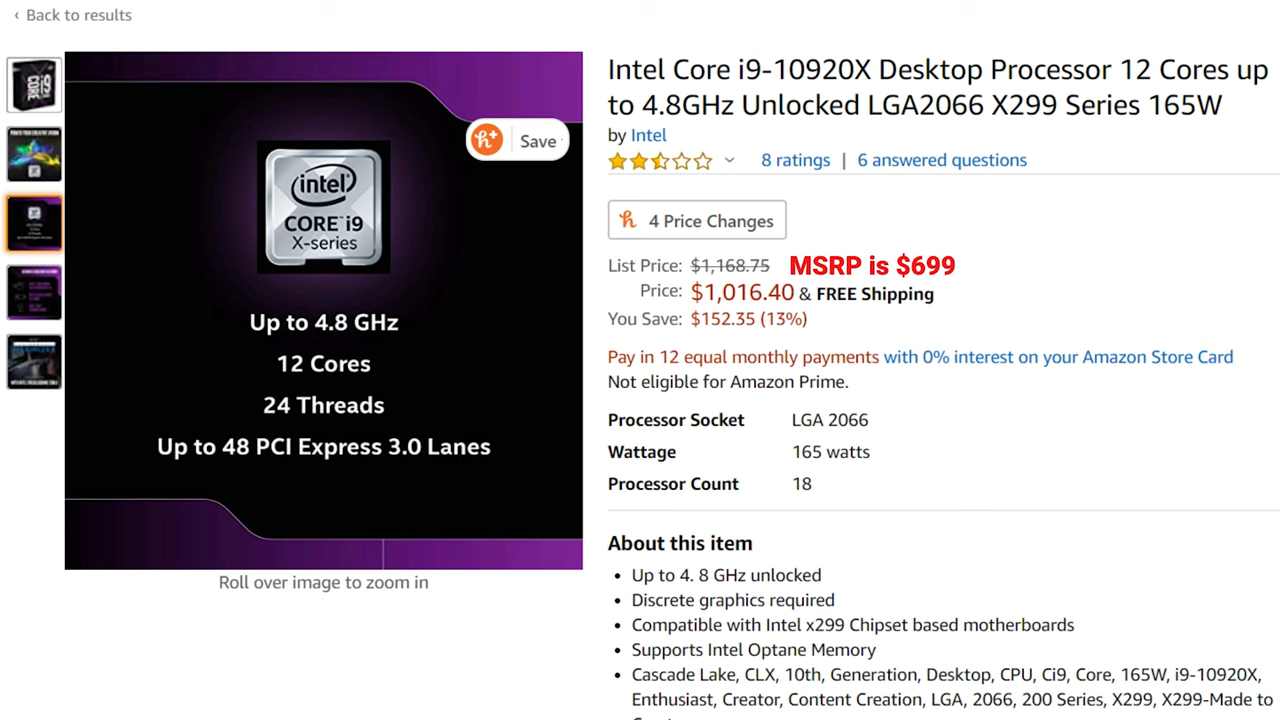 ‹ Back to results
Intel Core i9-10920X Desktop Processor 12 Cores up
to 4.8GHz Unlocked LGA2066 X299 Series 165W
by Intel
8 ratings | 6 answered questions
h+ Save
h 4 Price Changes
List Price: $1,168.75 MSRP is $699
Price: $1,016.40 & FREE Shipping
You Save: $152.35 (13%)
Pay in 12 equal monthly payments with 0% interest on your Amazon Store Card
Not eligible for Amazon Prime.
Processor Socket LGA 2066
Wattage 165 watts
Processor Count 18
About this item
• Up to 4. 8 GHz unlocked
• Discrete graphics required
• Compatible with Intel x299 Chipset based motherboards
• Supports Intel Optane Memory
• Cascade Lake, CLX, 10th, Generation, Desktop, CPU, Ci9, Core, 165W, i9-10920X,
Enthusiast, Creator, Content Creation, LGA, 2066, 200 Series, X299, X299-Made to
CORE i9
intel
CORE™ i9
X-series
Up to 4.8 GHz
12 Cores
24 Threads
Up to 48 PCI Express 3.0 Lanes
Roll over image to zoom in